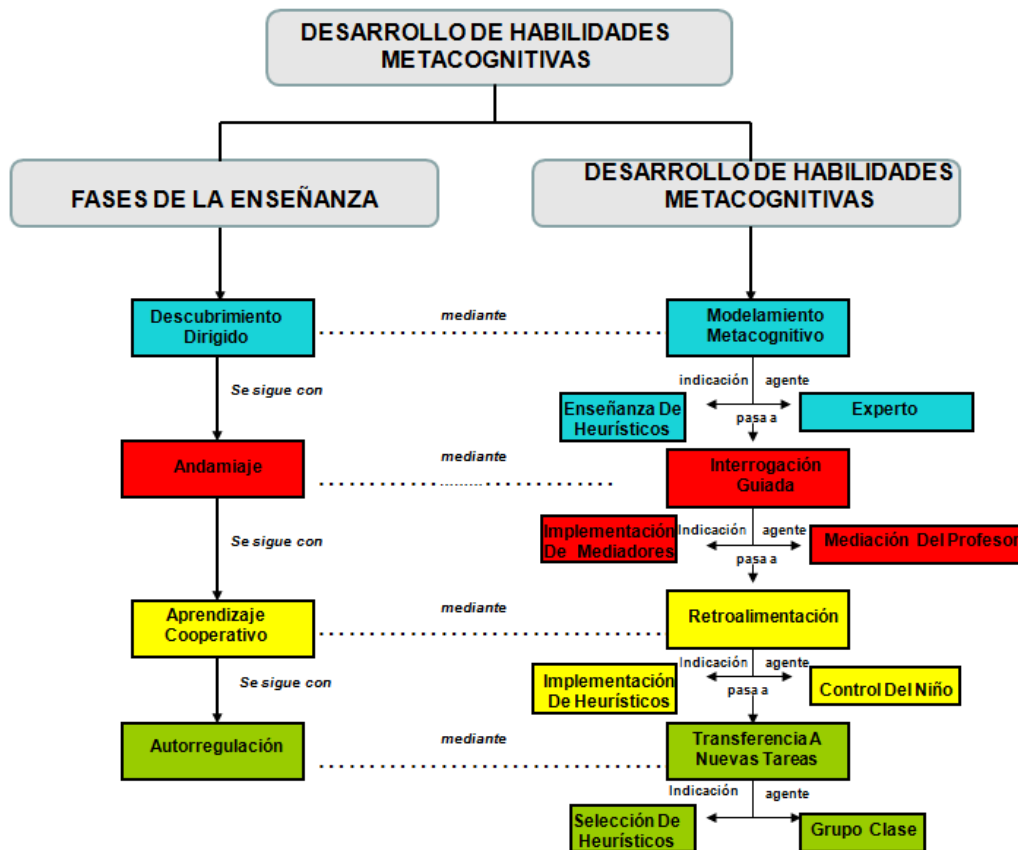 DESARROLLO DE HABILIDADES
METACOGNITIVAS
FASES DE LA ENSEÑANZA
DESARROLLO DE HABILIDADES
METACOGNITIVAS
Descubrimiento
Dirigido
mediante
Modelamiento
Metacognitivo
Se sigue con
indicación agente
Enseñanza De
Heurísticos
pasa a
Experto
Andamiaje
mediante
Interrogación
Guiada
Se sigue con
Implementación
De Mediadores
Indicación agente
pasa a
Mediación Del Profesor
Aprendizaje
Cooperativo
mediante
Retroalimentación
Se sigue con
Implementación
De Heurísticos
Indicación agente
pasa a
Control Del Niño
Autorregulación
mediante
Transferencia A
Nuevas Tareas
Indicación agente
Selección De
Heurísticos
Grupo Clase